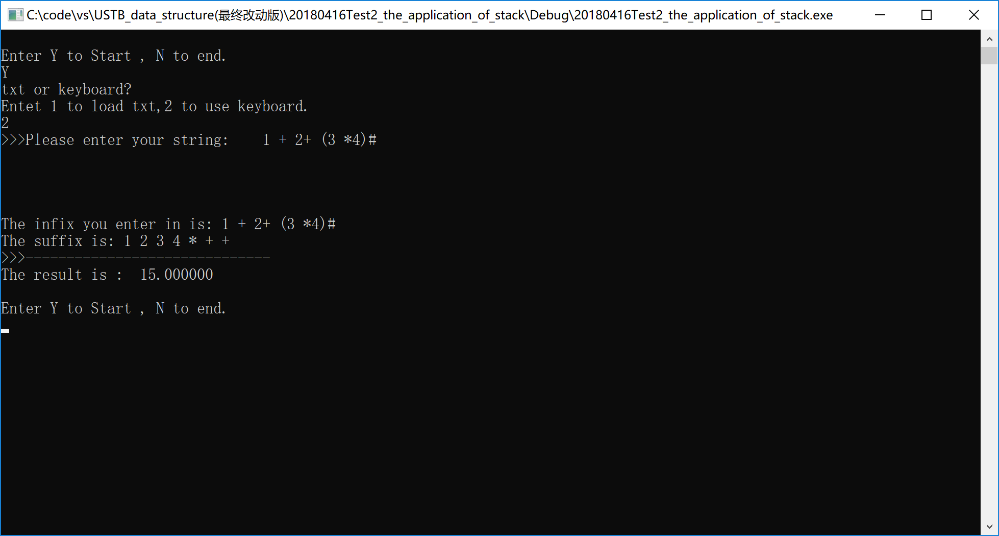 C:\code\vs\USTB_data_structure(最终改动版)\20180416Test2_the_application_of_stack\Debug\20180416Test2_the_application_of_stack.exe
Enter Y to Start , N to end.
Y
txt or keyboard?
Entet 1 to load txt,2 to use keyboard.
2
>>>Please enter your string:    1 + 2+ (3 *4)#
The infix you enter in is: 1 + 2+ (3 *4)#
The suffix is: 1 2 3 4 * + +
>>>------------------------------
The result is :  15.000000
Enter Y to Start , N to end.